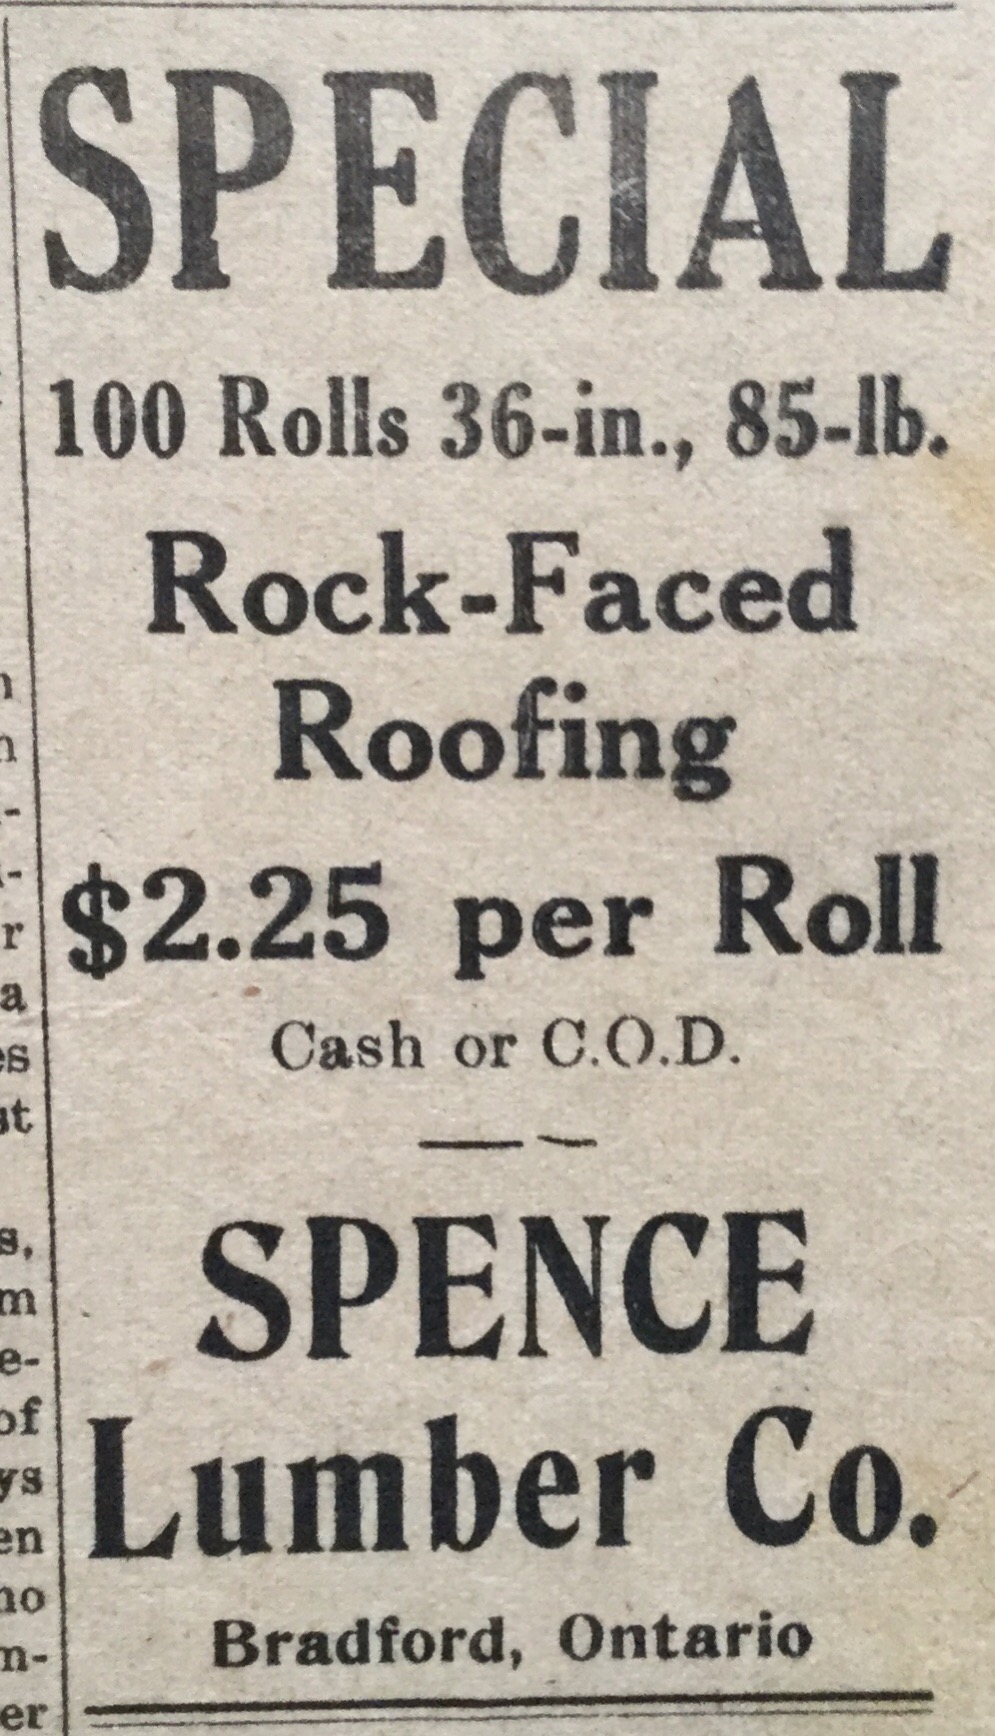 SPECIAL
100 Rolls 36-in., 85-lb.
Rock-Faced
Roofing
$2.25 per Roll
Cash or C.O.D.
SPENCE
Lumber Co.
Bradford, Ontario